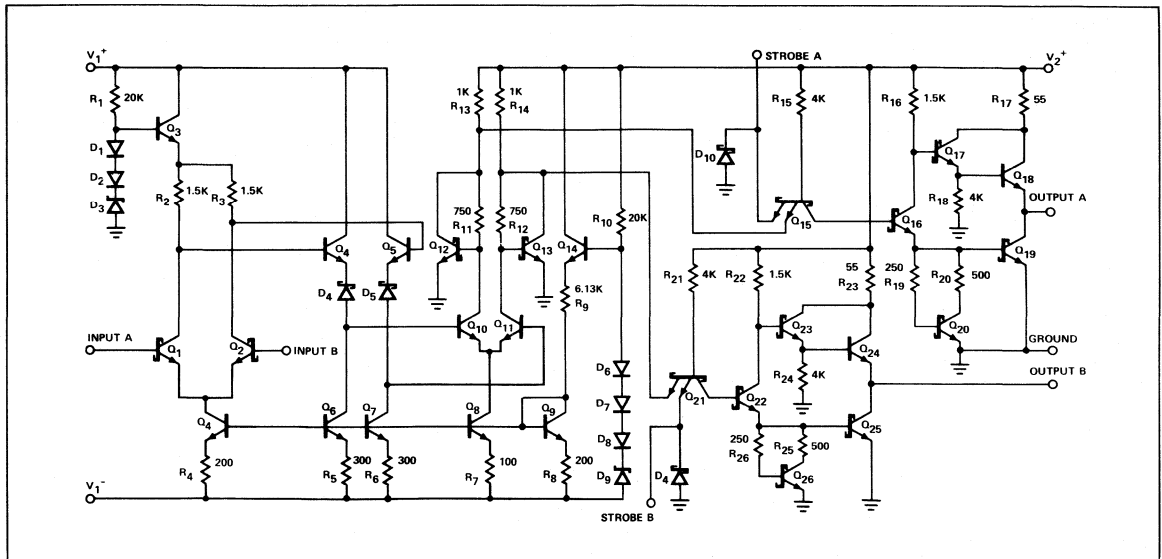 V1+
R1 20K
Q3
D1
D2
D3
1.5K
R2
R3
1.5K
Q4
Q5
D4
D5
INPUT A
Q1
Q2
INPUT B
Q4
Q6
Q7
Q8
Q9
200
R4
300
R5
300
R6
100
R7
200
R8
V1-
1K
R13
1K
R14
750
R11
750
R12
Q12
Q13
Q14
R10
20K
6.13K
R9
Q10
Q11
D6
D7
D8
D9
STROBE A
D10
R15 4K
Q15
V2+
R16 1.5K
R17 55
Q17
Q18
R18 4K
OUTPUT A
Q16
Q19
250
R19
R20 500
Q20
GROUND
OUTPUT B
R21 4K
R22 1.5K
55
R23
Q23
Q24
R24 4K
Q21
Q22
Q25
250
R26
R25 500
Q26
D4
STROBE B